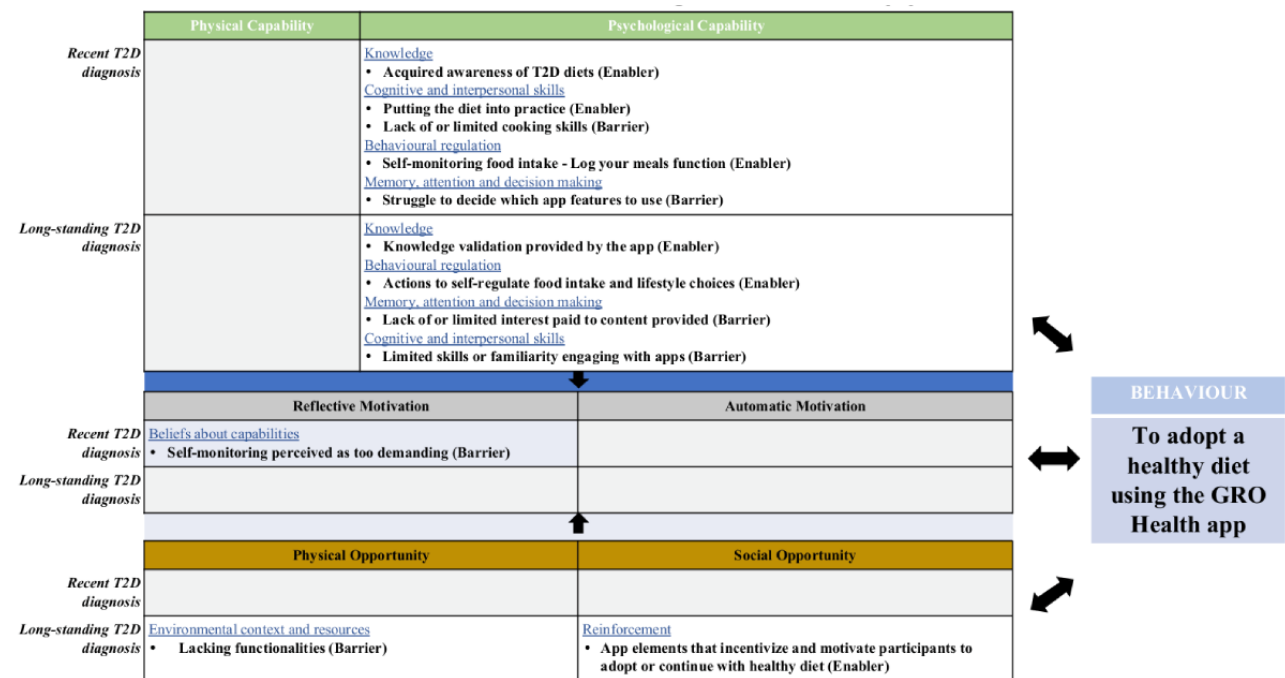 Physical Capability
Psychological Capability
Recent T2D
diagnosis
Knowledge
• Acquired awareness of T2D diets (Enabler)
Cognitive and interpersonal skills
• Putting the diet into practice (Enabler)
• Lack of or limited cooking skills (Barrier)
Behavioural regulation
• Self-monitoring food intake - Log your meals function (Enabler)
Memory, attention and decision making
• Struggle to decide which app features to use (Barrier)
Long-standing T2D
diagnosis
Knowledge
• Knowledge validation provided by the app (Enabler)
Behavioural regulation
• Actions to self-regulate food intake and lifestyle choices (Enabler)
Memory, attention and decision making
• Lack of or limited interest paid to content provided (Barrier)
Cognitive and interpersonal skills
• Limited skills or familiarity engaging with apps (Barrier)
Reflective Motivation
Automatic Motivation
Recent T2D
diagnosis
Beliefs about capabilities
• Self-monitoring perceived as too demanding (Barrier)
Long-standing T2D
diagnosis
Physical Opportunity
Social Opportunity
Recent T2D
diagnosis
Long-standing T2D
diagnosis
Environmental context and resources
• Lacking functionalities (Barrier)
Reinforcement
• App elements that incentivize and motivate participants to
adopt or continue with healthy diet (Enabler)
BEHAVIOUR
To adopt a
healthy diet
using the GRO
Health app